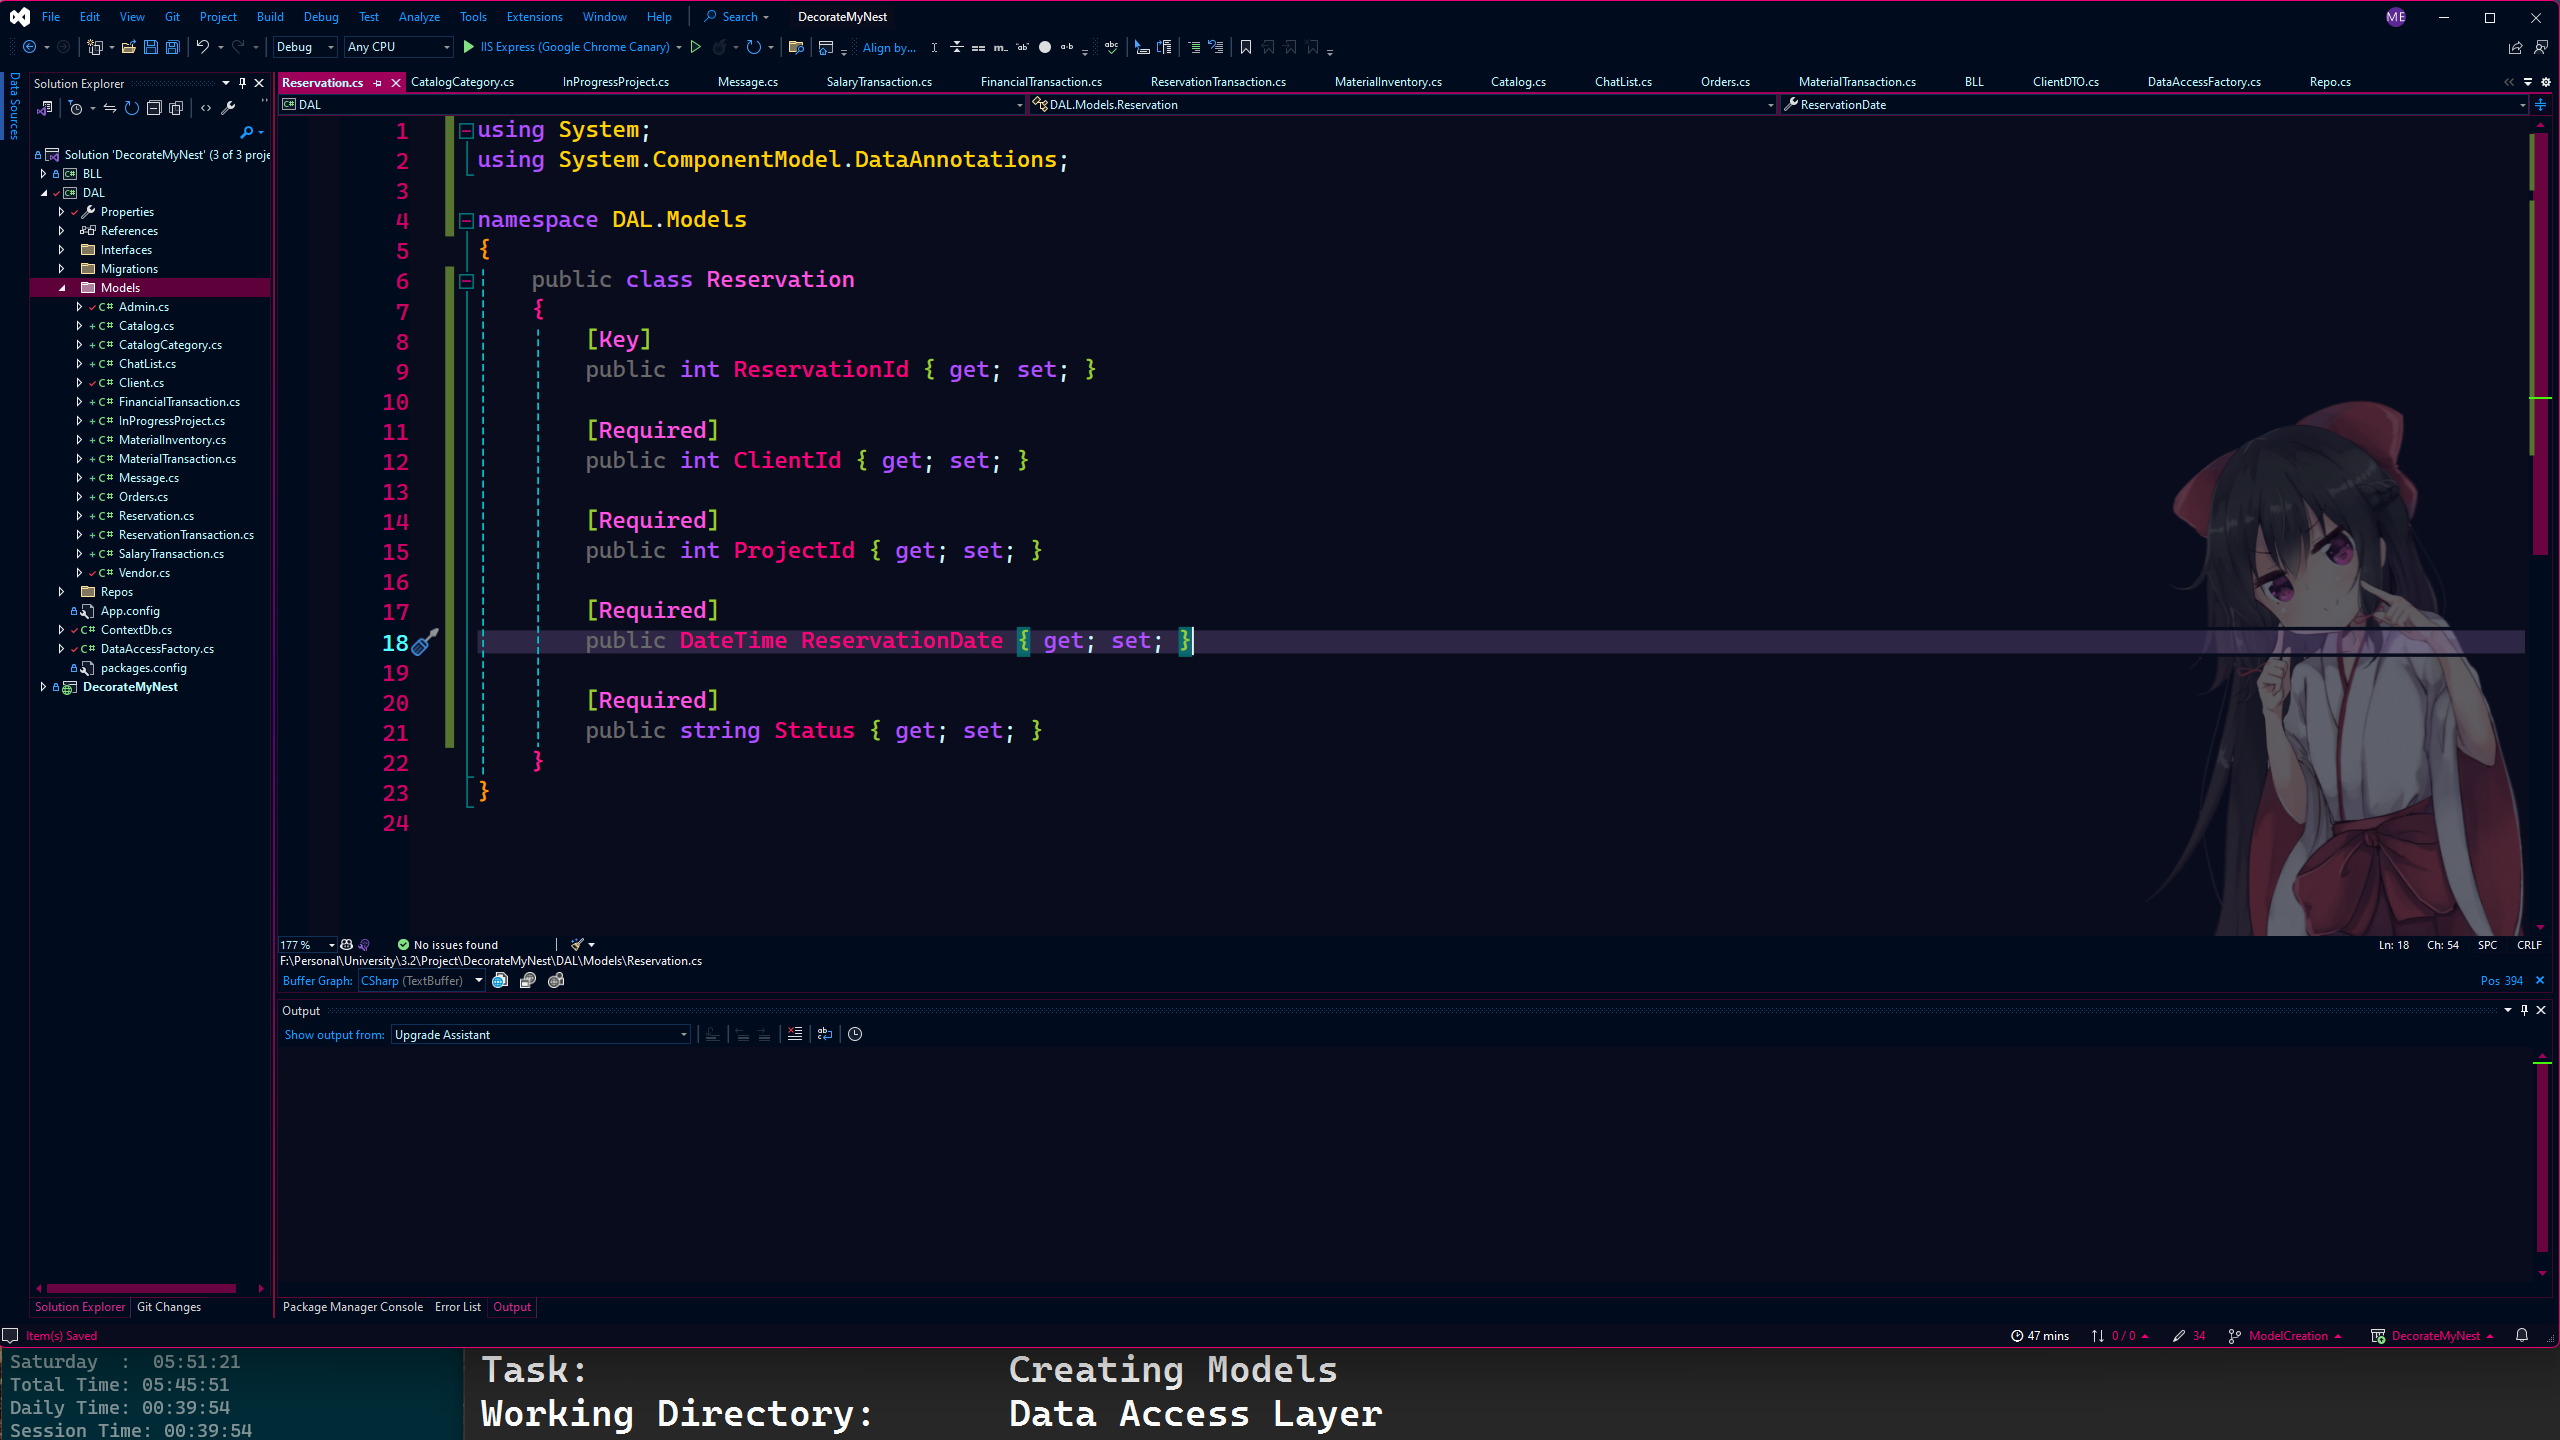 File Edit View Git Project Build Debug Test Analyze Tools Extensions Window Help Search DecorateMyNest ME
Debug Any CPU IIS Express (Google Chrome Canary) Align by...
Data Sources
Solution Explorer
Reservation.cs CatalogCategory.cs InProgressProject.cs Message.cs SalaryTransaction.cs FinancialTransaction.cs ReservationTransaction.cs MaterialInventory.cs Catalog.cs ChatList.cs Orders.cs MaterialTransaction.cs BLL ClientDTO.cs DataAccessFactory.cs Repo.cs
DAL DAL.Models.Reservation ReservationDate
Solution 'DecorateMyNest' (3 of 3 proje
BLL
DAL
Properties
References
Interfaces
Migrations
Models
C# Admin.cs
C# Catalog.cs
C# CatalogCategory.cs
C# ChatList.cs
C# Client.cs
C# FinancialTransaction.cs
C# InProgressProject.cs
C# MaterialInventory.cs
C# MaterialTransaction.cs
C# Message.cs
C# Orders.cs
C# Reservation.cs
C# ReservationTransaction.cs
C# SalaryTransaction.cs
C# Vendor.cs
Repos
App.config
C# ContextDb.cs
C# DataAccessFactory.cs
packages.config
DecorateMyNest
1 using System;
2 using System.ComponentModel.DataAnnotations;
3
4 namespace DAL.Models
5 {
6 public class Reservation
7 {
8 [Key]
9 public int ReservationId { get; set; }
10
11 [Required]
12 public int ClientId { get; set; }
13
14 [Required]
15 public int ProjectId { get; set; }
16
17 [Required]
18 public DateTime ReservationDate { get; set; }
19
20 [Required]
21 public string Status { get; set; }
22 }
23 }
24
177 % No issues found Ln: 18 Ch: 54 SPC CRLF
F:\Personal\University\3.2\Project\DecorateMyNest\DAL\Models\Reservation.cs
Buffer Graph: CSharp (TextBuffer) Pos 394
Output
Show output from: Upgrade Assistant
Solution Explorer Git Changes Package Manager Console Error List Output
Item(s) Saved 47 mins 0 / 0 34 ModelCreation DecorateMyNest
Saturday : 05:51:21
Total Time: 05:45:51
Daily Time: 00:39:54
Session Time: 00:39:54
Task: Creating Models
Working Directory: Data Access Layer